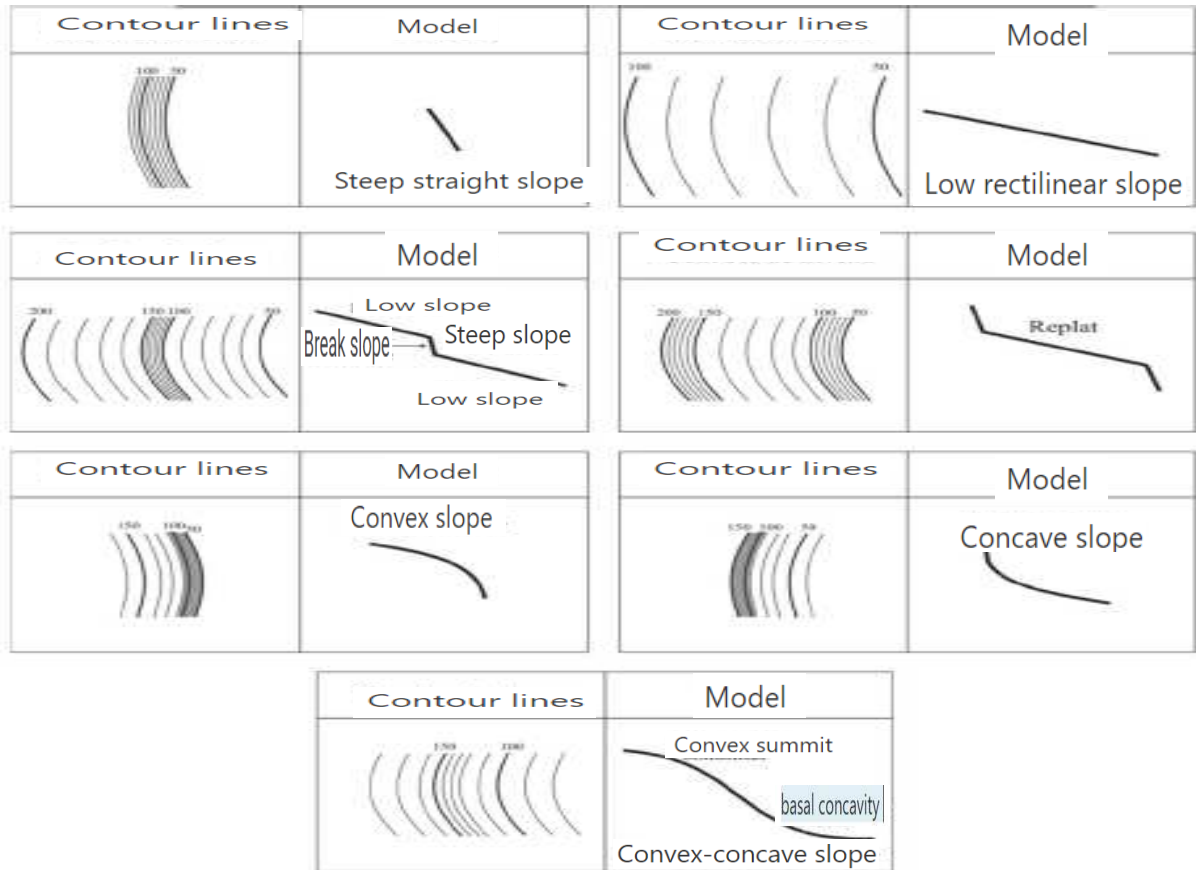 Contour lines
Model
100 50
Steep straight slope
Contour lines
Model
100
50
Low rectilinear slope
Contour lines
Model
200
150 100
50
Low slope
Break slope
Steep slope
Low slope
Contour lines
Model
200
150
100
50
Replat
Contour lines
Model
150
100 50
Convex slope
Contour lines
Model
150 100
50
Concave slope
Contour lines
Model
150
100
Convex summit
basal concavity
Convex-concave slope